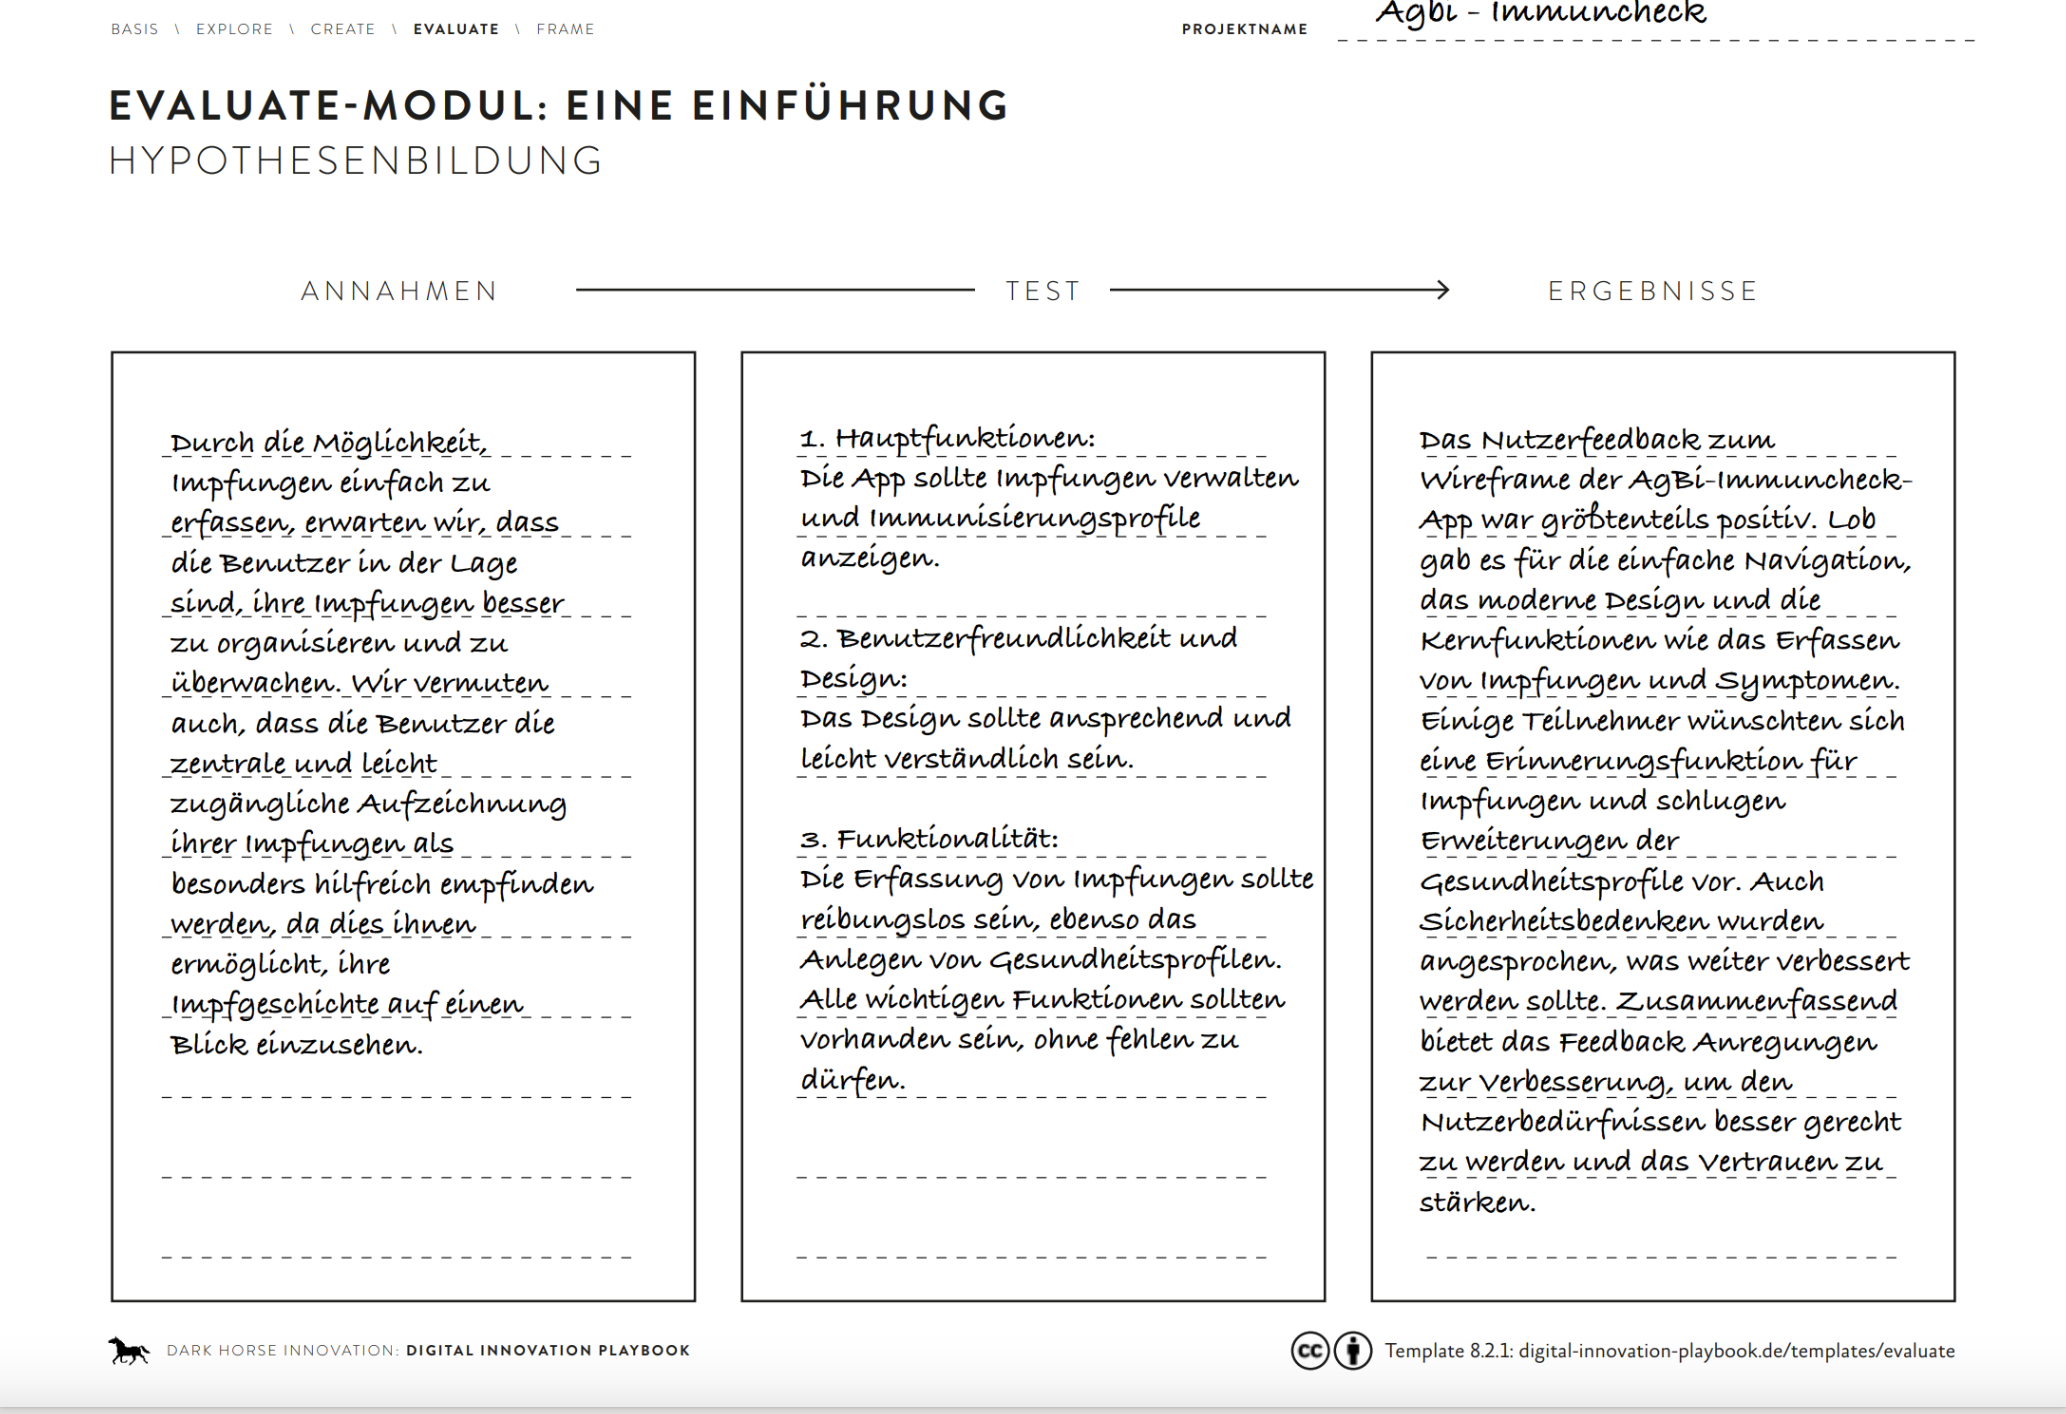 BASIS \ EXPLORE \ CREATE \ EVALUATE \ FRAME
PROJEKTNAME Agbi - Immuncheck
EVALUATE-MODUL: EINE EINFÜHRUNG
HYPOTHESENBILDUNG
ANNAHMEN
Durch die Möglichkeit,
Impfungen einfach zu
erfassen, erwarten wir, dass
die Benutzer in der Lage
sind, ihre Impfungen besser
zu organisieren und zu
überwachen. Wir vermuten
auch, dass die Benutzer die
zentrale und leicht
zugängliche Aufzeichnung
ihrer Impfungen als
besonders hilfreich empfinden
werden, da dies ihnen
ermöglicht, ihre
Impfgeschichte auf einen
Blick einzusehen.
TEST
1. Hauptfunktionen:
Die App sollte Impfungen verwalten
und Immunisierungsprofile
anzeigen.
2. Benutzerfreundlichkeit und
Design:
Das Design sollte ansprechend und
leicht verständlich sein.
3. Funktionalität:
Die Erfassung von Impfungen sollte
reibungslos sein, ebenso das
Anlegen von Gesundheitsprofilen.
Alle wichtigen Funktionen sollten
vorhanden sein, ohne fehlen zu
dürfen.
ERGEBNISSE
Das Nutzerfeedback zum
Wireframe der AgBi-Immuncheck-
App war größtenteils positiv. Lob
gab es für die einfache Navigation,
das moderne Design und die
Kernfunktionen wie das Erfassen
von Impfungen und Symptomen.
Einige Teilnehmer wünschten sich
eine Erinnerungsfunktion für
Impfungen und schlugen
Erweiterungen der
Gesundheitsprofile vor. Auch
Sicherheitsbedenken wurden
angesprochen, was weiter verbessert
werden sollte. Zusammenfassend
bietet das Feedback Anregungen
zur Verbesserung, um den
Nutzerbedürfnissen besser gerecht
zu werden und das Vertrauen zu
stärken.
DARK HORSE INNOVATION: DIGITAL INNOVATION PLAYBOOK
cc Template 8.2.1: digital-innovation-playbook.de/templates/evaluate